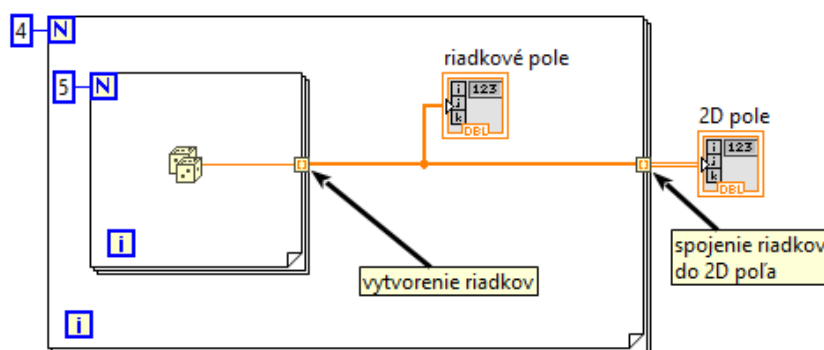 4
N
riadkové pole
5
N
i
j
k
123
DBL
2D pole
i
j
k
123
DBL
i
vytvorenie riadkov
spojenie riadkov
do 2D poľa
i